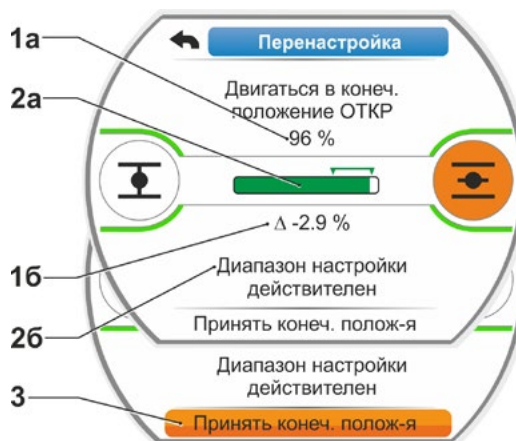 1а
Перенастройка
Двигаться в конеч.
положение ОТКР
2а
96 %
Δ -2.9 %
1б
Диапазон настройки
действителен
2б
Принять конеч. полож-я
Диапазон настройки
действителен
3
Принять конеч. полож-я